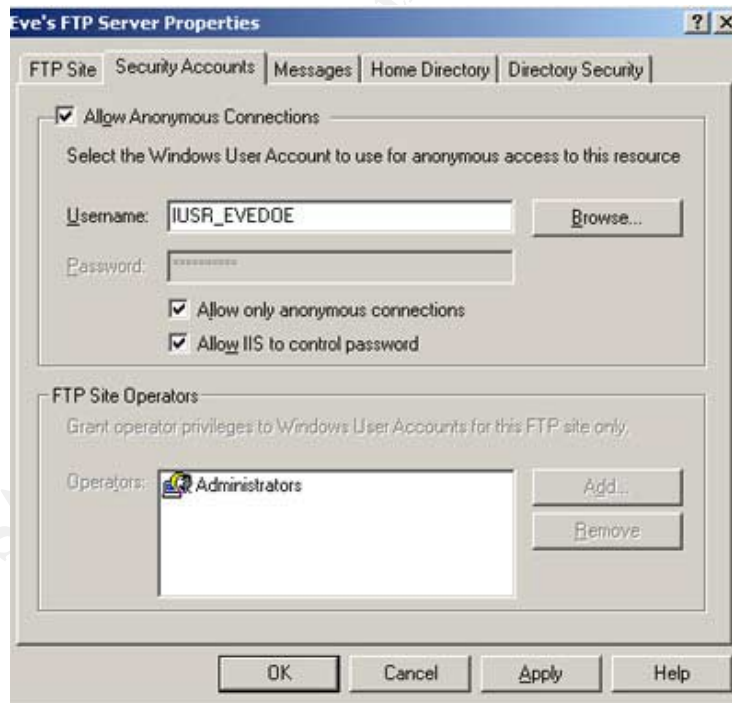 Eve's FTP Server Properties
FTP Site Security Accounts Messages Home Directory Directory Security
Allow Anonymous Connections
Select the Windows User Account to use for anonymous access to this resource
Username: IUSR_EVEDOE Browse...
Password: **********
Allow only anonymous connections
Allow IIS to control password
FTP Site Operators
Grant operator privileges to Windows User Accounts for this FTP site only.
Operators: Administrators Add...
Remove
OK Cancel Apply Help